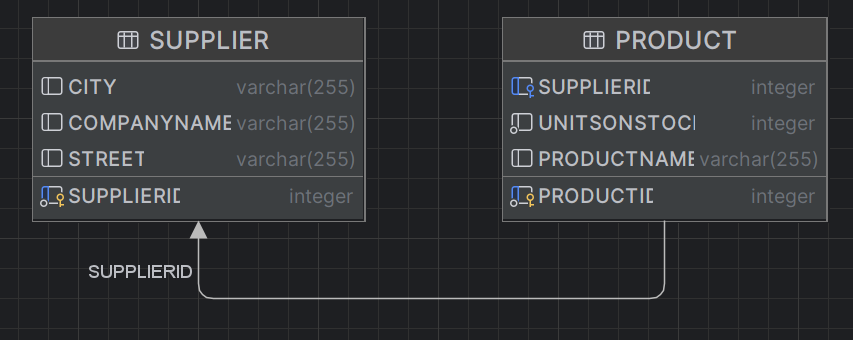 SUPPLIER
CITY varchar(255)
COMPANYNAME varchar(255)
STREET varchar(255)
SUPPLIERID integer
PRODUCT
SUPPLIERID integer
UNITSONSTOCK integer
PRODUCTNAME varchar(255)
PRODUCTID integer
SUPPLIERID